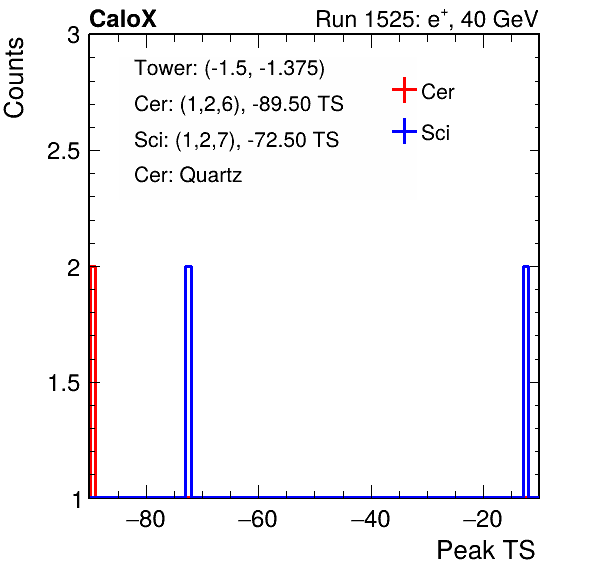 CaloX Run 1525: e+, 40 GeV
Counts
Tower: (-1.5, -1.375)
Cer: (1,2,6), -89.50 TS
Sci: (1,2,7), -72.50 TS
Cer: Quartz
Cer
Sci
3
2.5
2
1.5
1
−80 −60 −40 −20
Peak TS